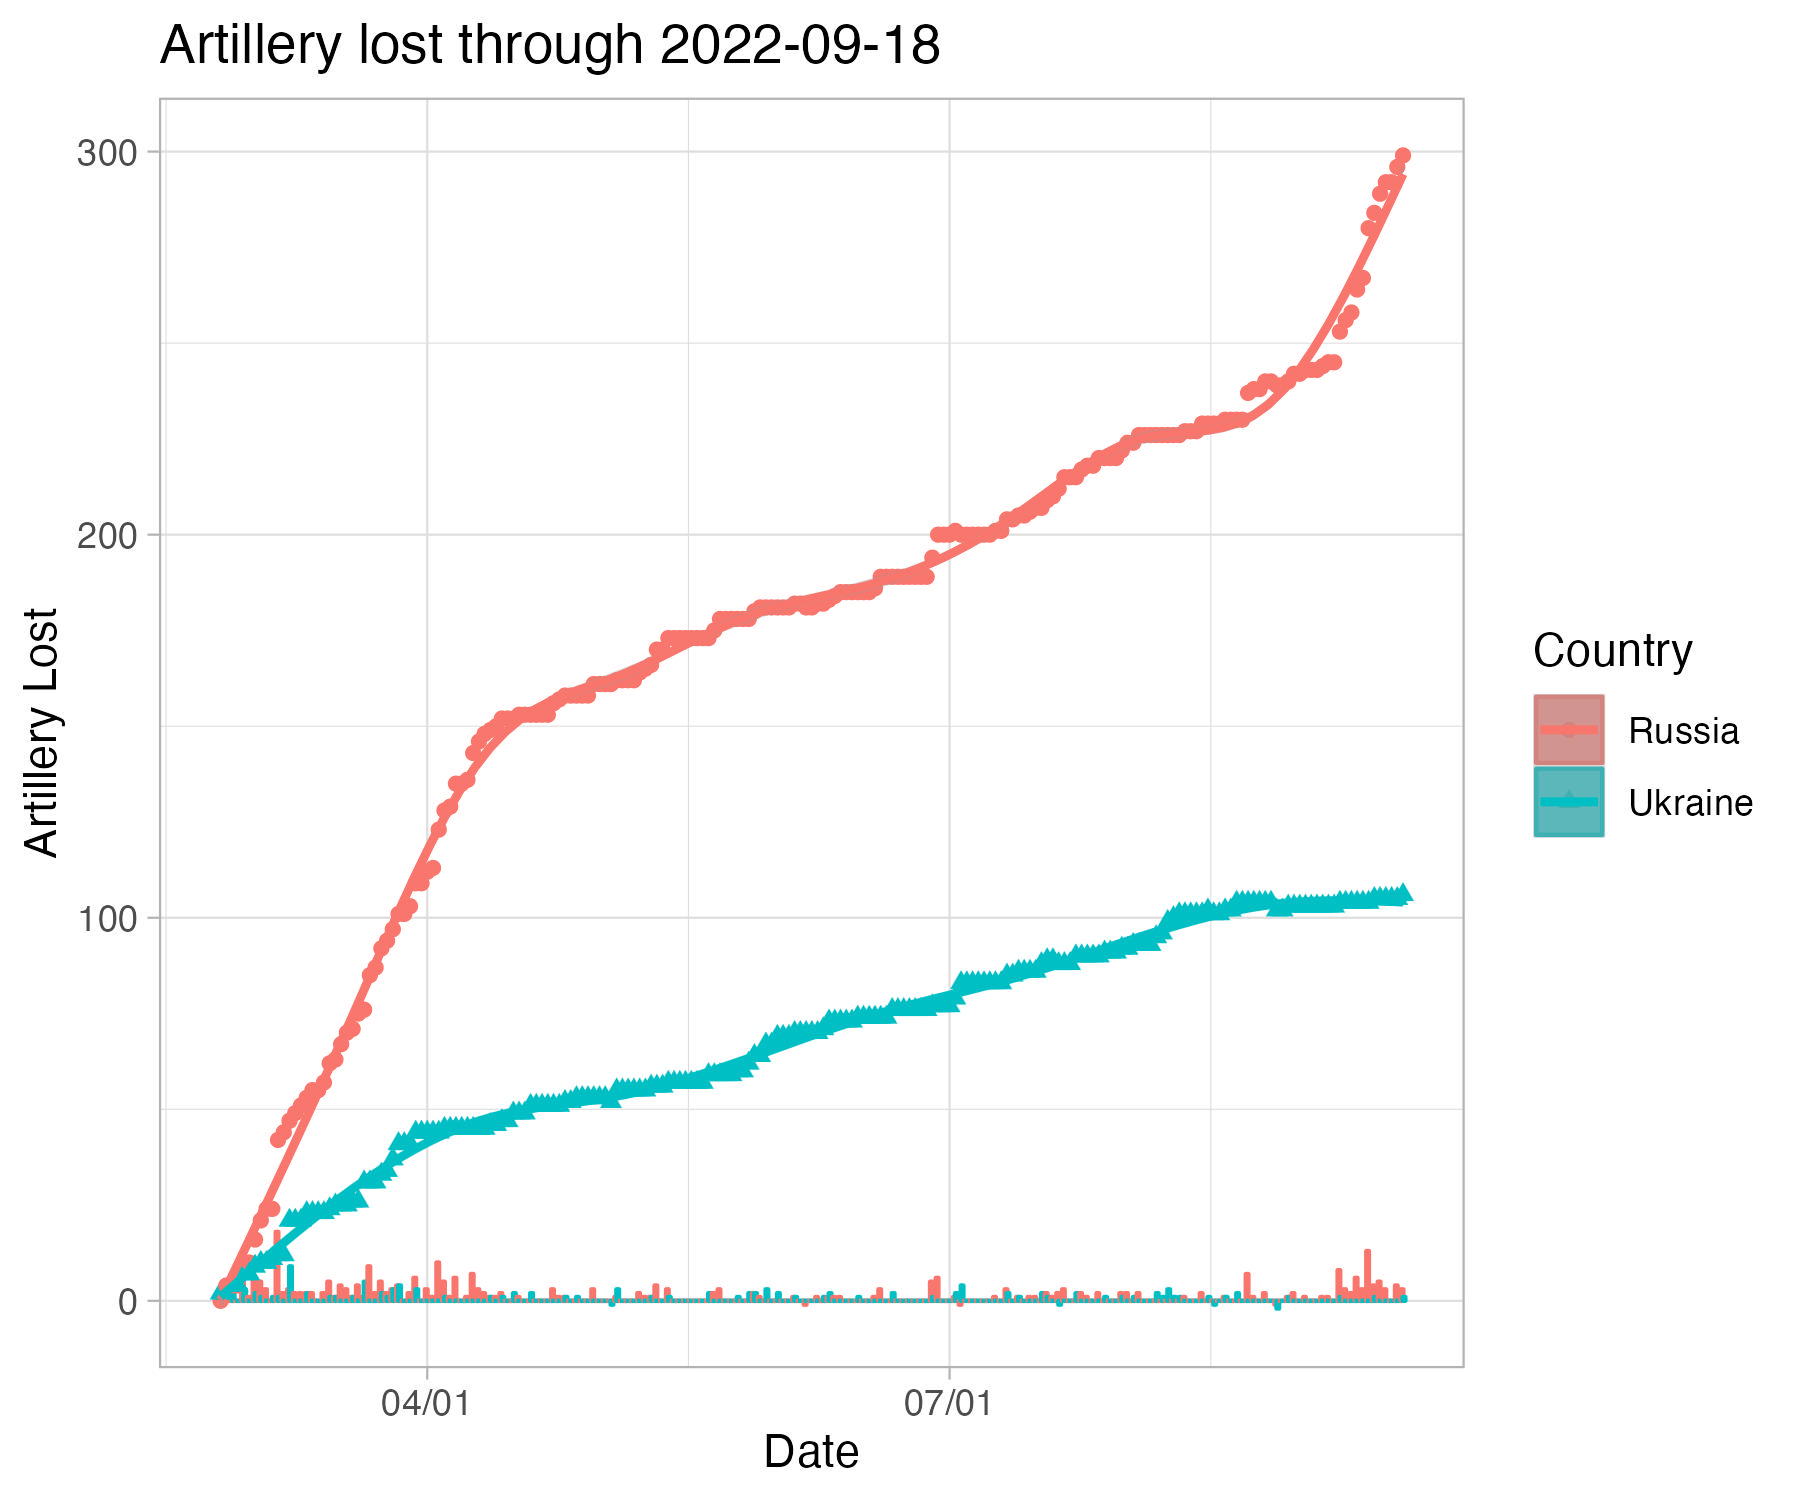 Artillery lost through 2022-09-18
300
200
100
0
Artillery Lost
04/01
07/01
Date
Country
Russia
Ukraine